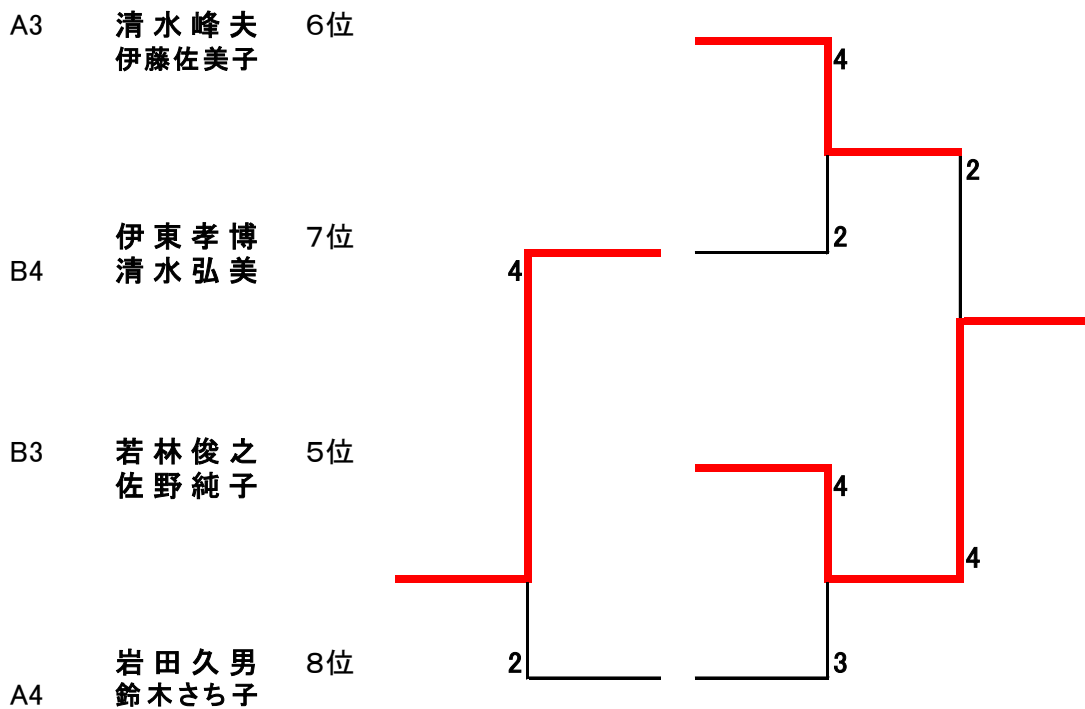 A3 清水峰夫 6位
伊藤佐美子
4
2
伊東孝博 7位
2
B4 清水弘美
4
B3 若林俊之 5位
佐野純子
4
4
岩田久男 8位
2
3
A4 鈴木さち子